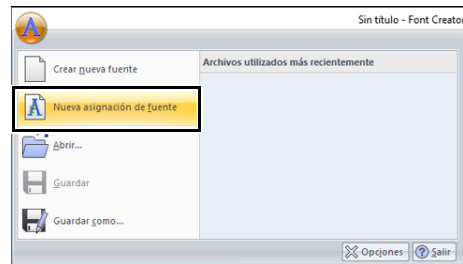 Sin título - Font Creator
Crear nueva fuente
Archivos utilizados más recientemente
Nueva asignación de fuente
Abrir...
Guardar
Guardar como...
Opciones
Salir